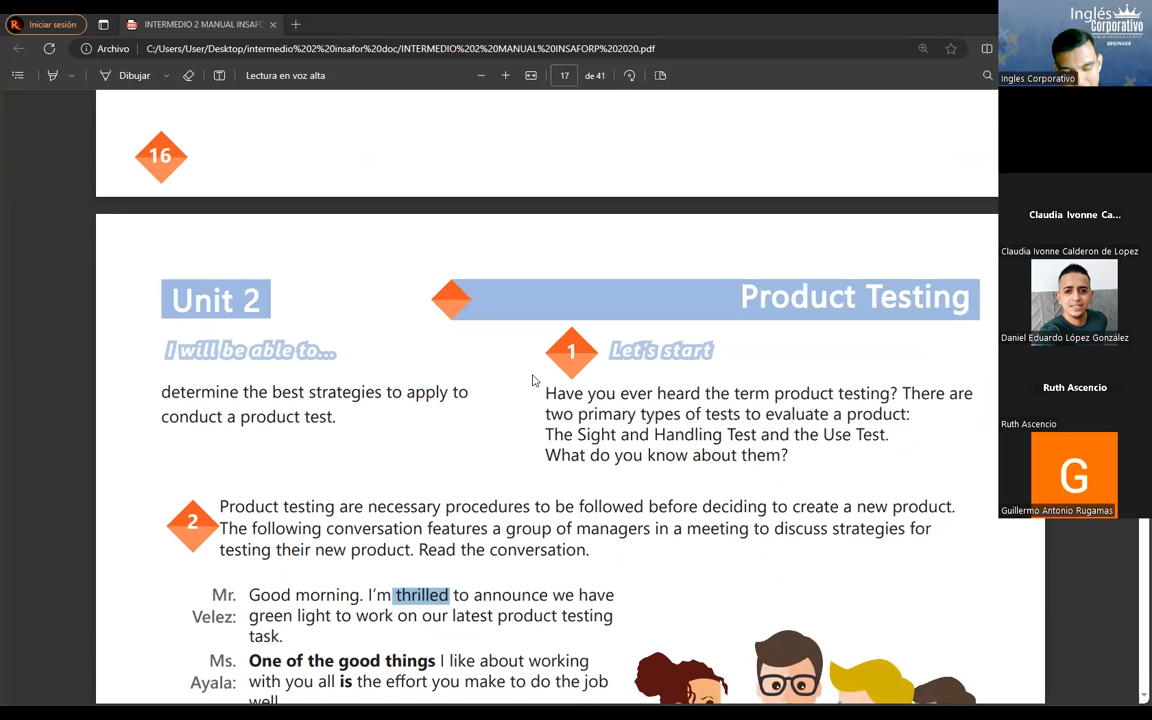 Iniciar sesión
INTERMEDIO 2 MANUAL INSAFO
Archivo
C:/Users/User/Desktop/intermedio%202%20insafor%20doc/INTERMEDIO%202%20MANUAL%20INSAFORP%202020.pdf
Dibujar
Lectura en voz alta
17
de 41
16
Unit 2
Product Testing
I will be able to...
determine the best strategies to apply to
conduct a product test.
1
Let's start
Have you ever heard the term product testing? There are
two primary types of tests to evaluate a product:
The Sight and Handling Test and the Use Test.
What do you know about them?
2
Product testing are necessary procedures to be followed before deciding to create a new product.
The following conversation features a group of managers in a meeting to discuss strategies for
testing their new product. Read the conversation.
Mr.
Velez:
Good morning. I'm thrilled to announce we have
green light to work on our latest product testing
task.
Ms.
Ayala:
One of the good things I like about working
with you all is the effort you make to do the job
well.
Inglés
Corporativo
BEGINNER
Ingles Corporativo
Claudia Ivonne Ca...
Claudia Ivonne Calderon de Lopez
Daniel Eduardo López González
Ruth Ascencio
Ruth Ascencio
G
Guillermo Antonio Rugamas